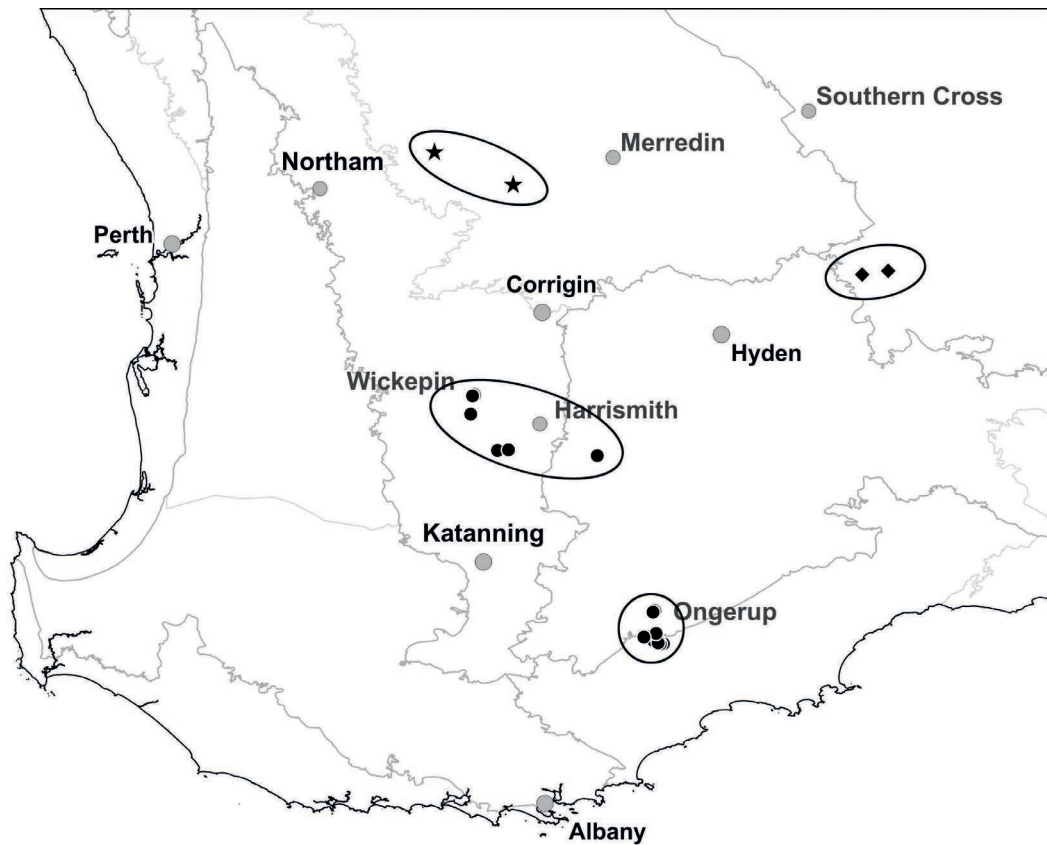 Southern Cross
Merredin
Northam
Perth
Corrigin
Hyden
Wickepin
Harrismith
Katanning
Ongerup
Albany